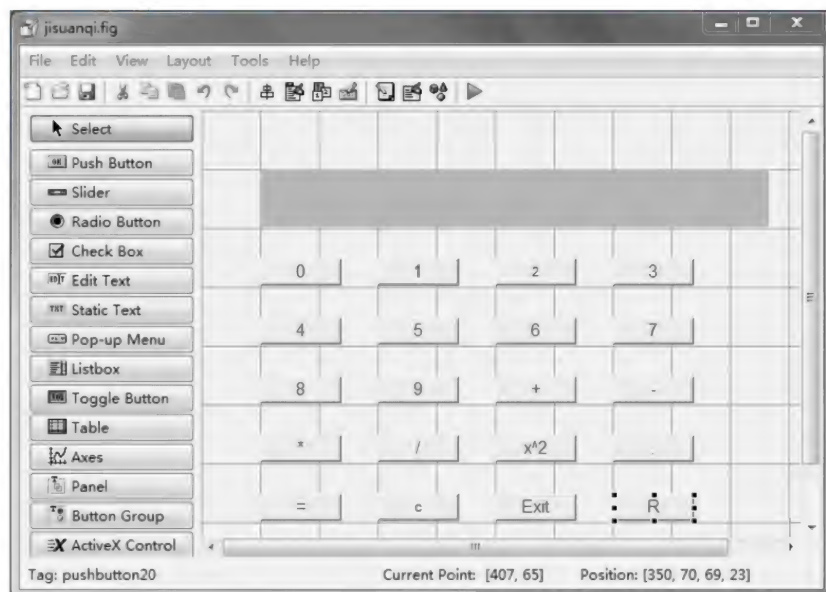 jisuanqi.fig
File Edit View Layout Tools Help
Select
Push Button
Slider
Radio Button
Check Box
Edit Text
Static Text
Pop-up Menu
Listbox
Toggle Button
Table
Axes
Panel
Button Group
ActiveX Control
0 1 2 3
4 5 6 7
8 9 + -
* / x^2 .
= c Exit R
Tag: pushbutton20 Current Point: [407, 65] Position: [350, 70, 69, 23]